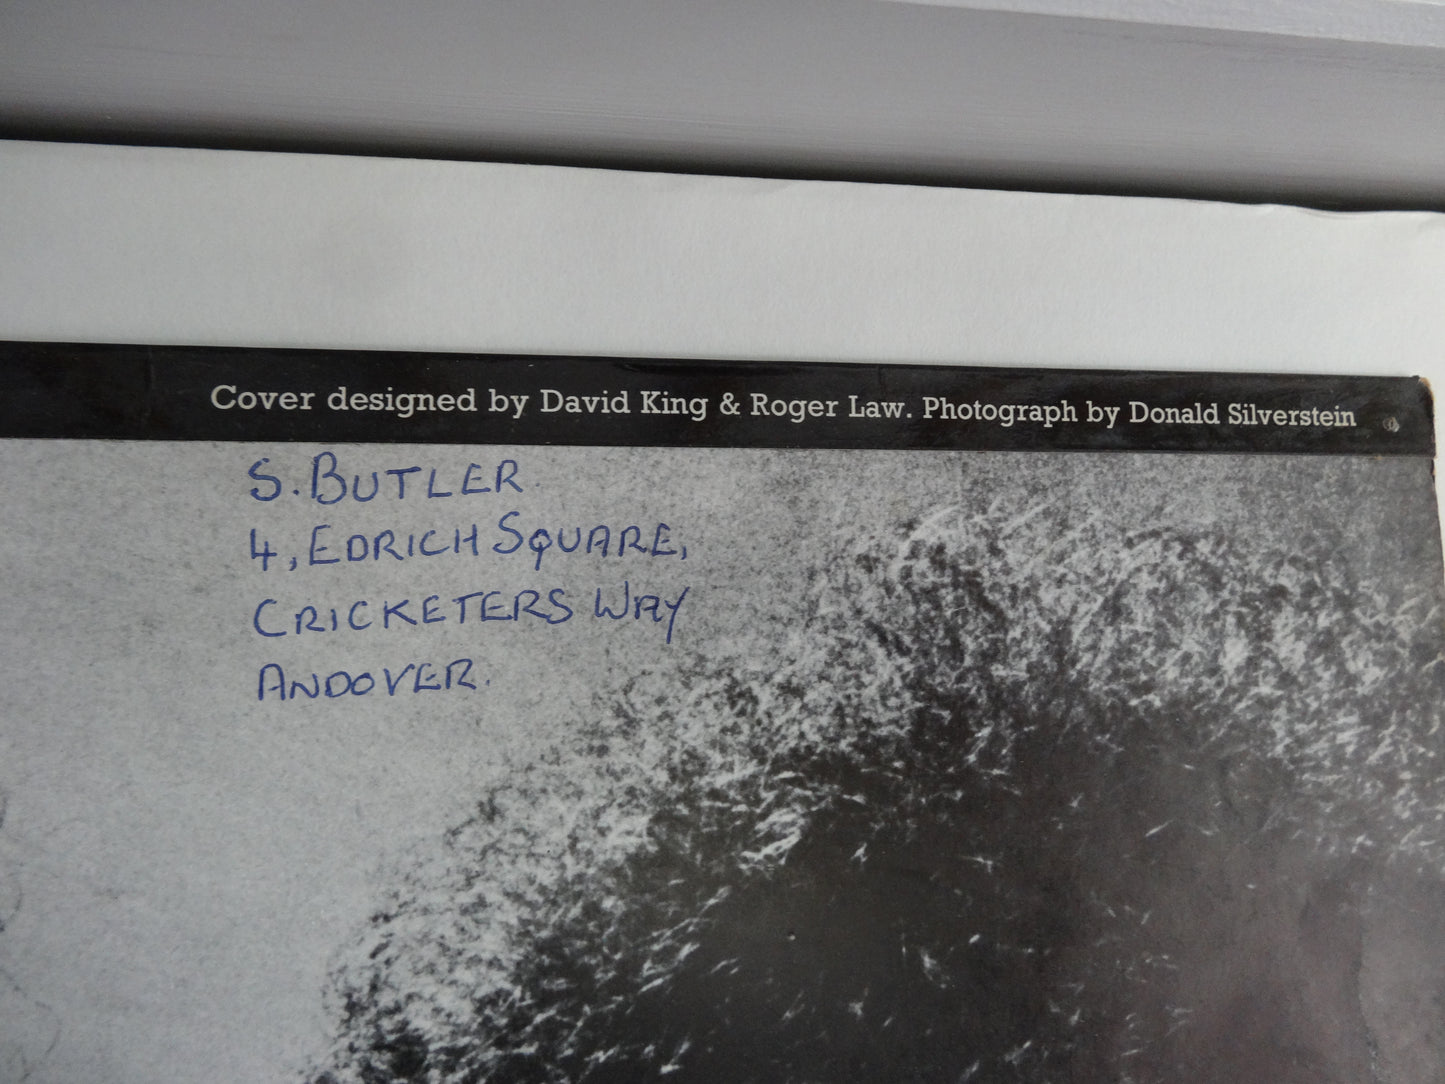 Cover designed by David King & Roger Law. Photograph by Donald Silverstein
S. BUTLER
4, EDRICH SQUARE,
CRICKETERS WAY
ANDOVER.